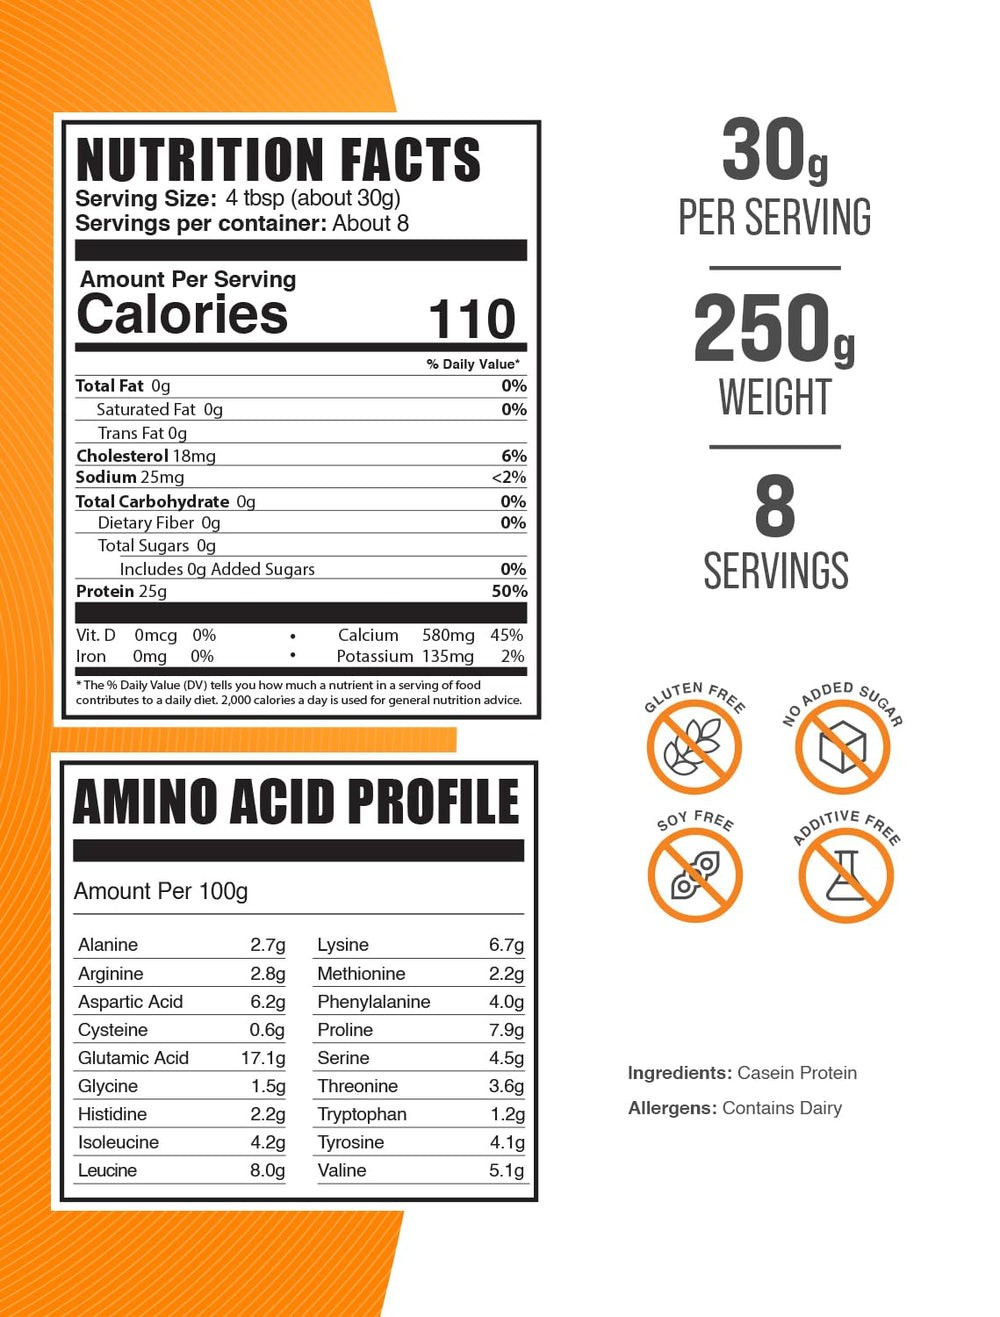 NUTRITION FACTS
Serving Size: 4 tbsp (about 30g)
Servings per container: About 8
Amount Per Serving
Calories 110
% Daily Value*
Total Fat 0g 0%
Saturated Fat 0g 0%
Trans Fat 0g
Cholesterol 18mg 6%
Sodium 25mg <2%
Total Carbohydrate 0g 0%
Dietary Fiber 0g 0%
Total Sugars 0g
Includes 0g Added Sugars 0%
Protein 25g 50%
Vit. D 0mcg 0% • Calcium 580mg 45%
Iron 0mg 0% • Potassium 135mg 2%
* The % Daily Value (DV) tells you how much a nutrient in a serving of food
contributes to a daily diet. 2,000 calories a day is used for general nutrition advice.
AMINO ACID PROFILE
Amount Per 100g
Alanine 2.7g Lysine 6.7g
Arginine 2.8g Methionine 2.2g
Aspartic Acid 6.2g Phenylalanine 4.0g
Cysteine 0.6g Proline 7.9g
Glutamic Acid 17.1g Serine 4.5g
Glycine 1.5g Threonine 3.6g
Histidine 2.2g Tryptophan 1.2g
Isoleucine 4.2g Tyrosine 4.1g
Leucine 8.0g Valine 5.1g
30g
PER SERVING
250g
WEIGHT
8
SERVINGS
GLUTEN FREE
NO ADDED SUGAR
SOY FREE
ADDITIVE FREE
Ingredients: Casein Protein
Allergens: Contains Dairy